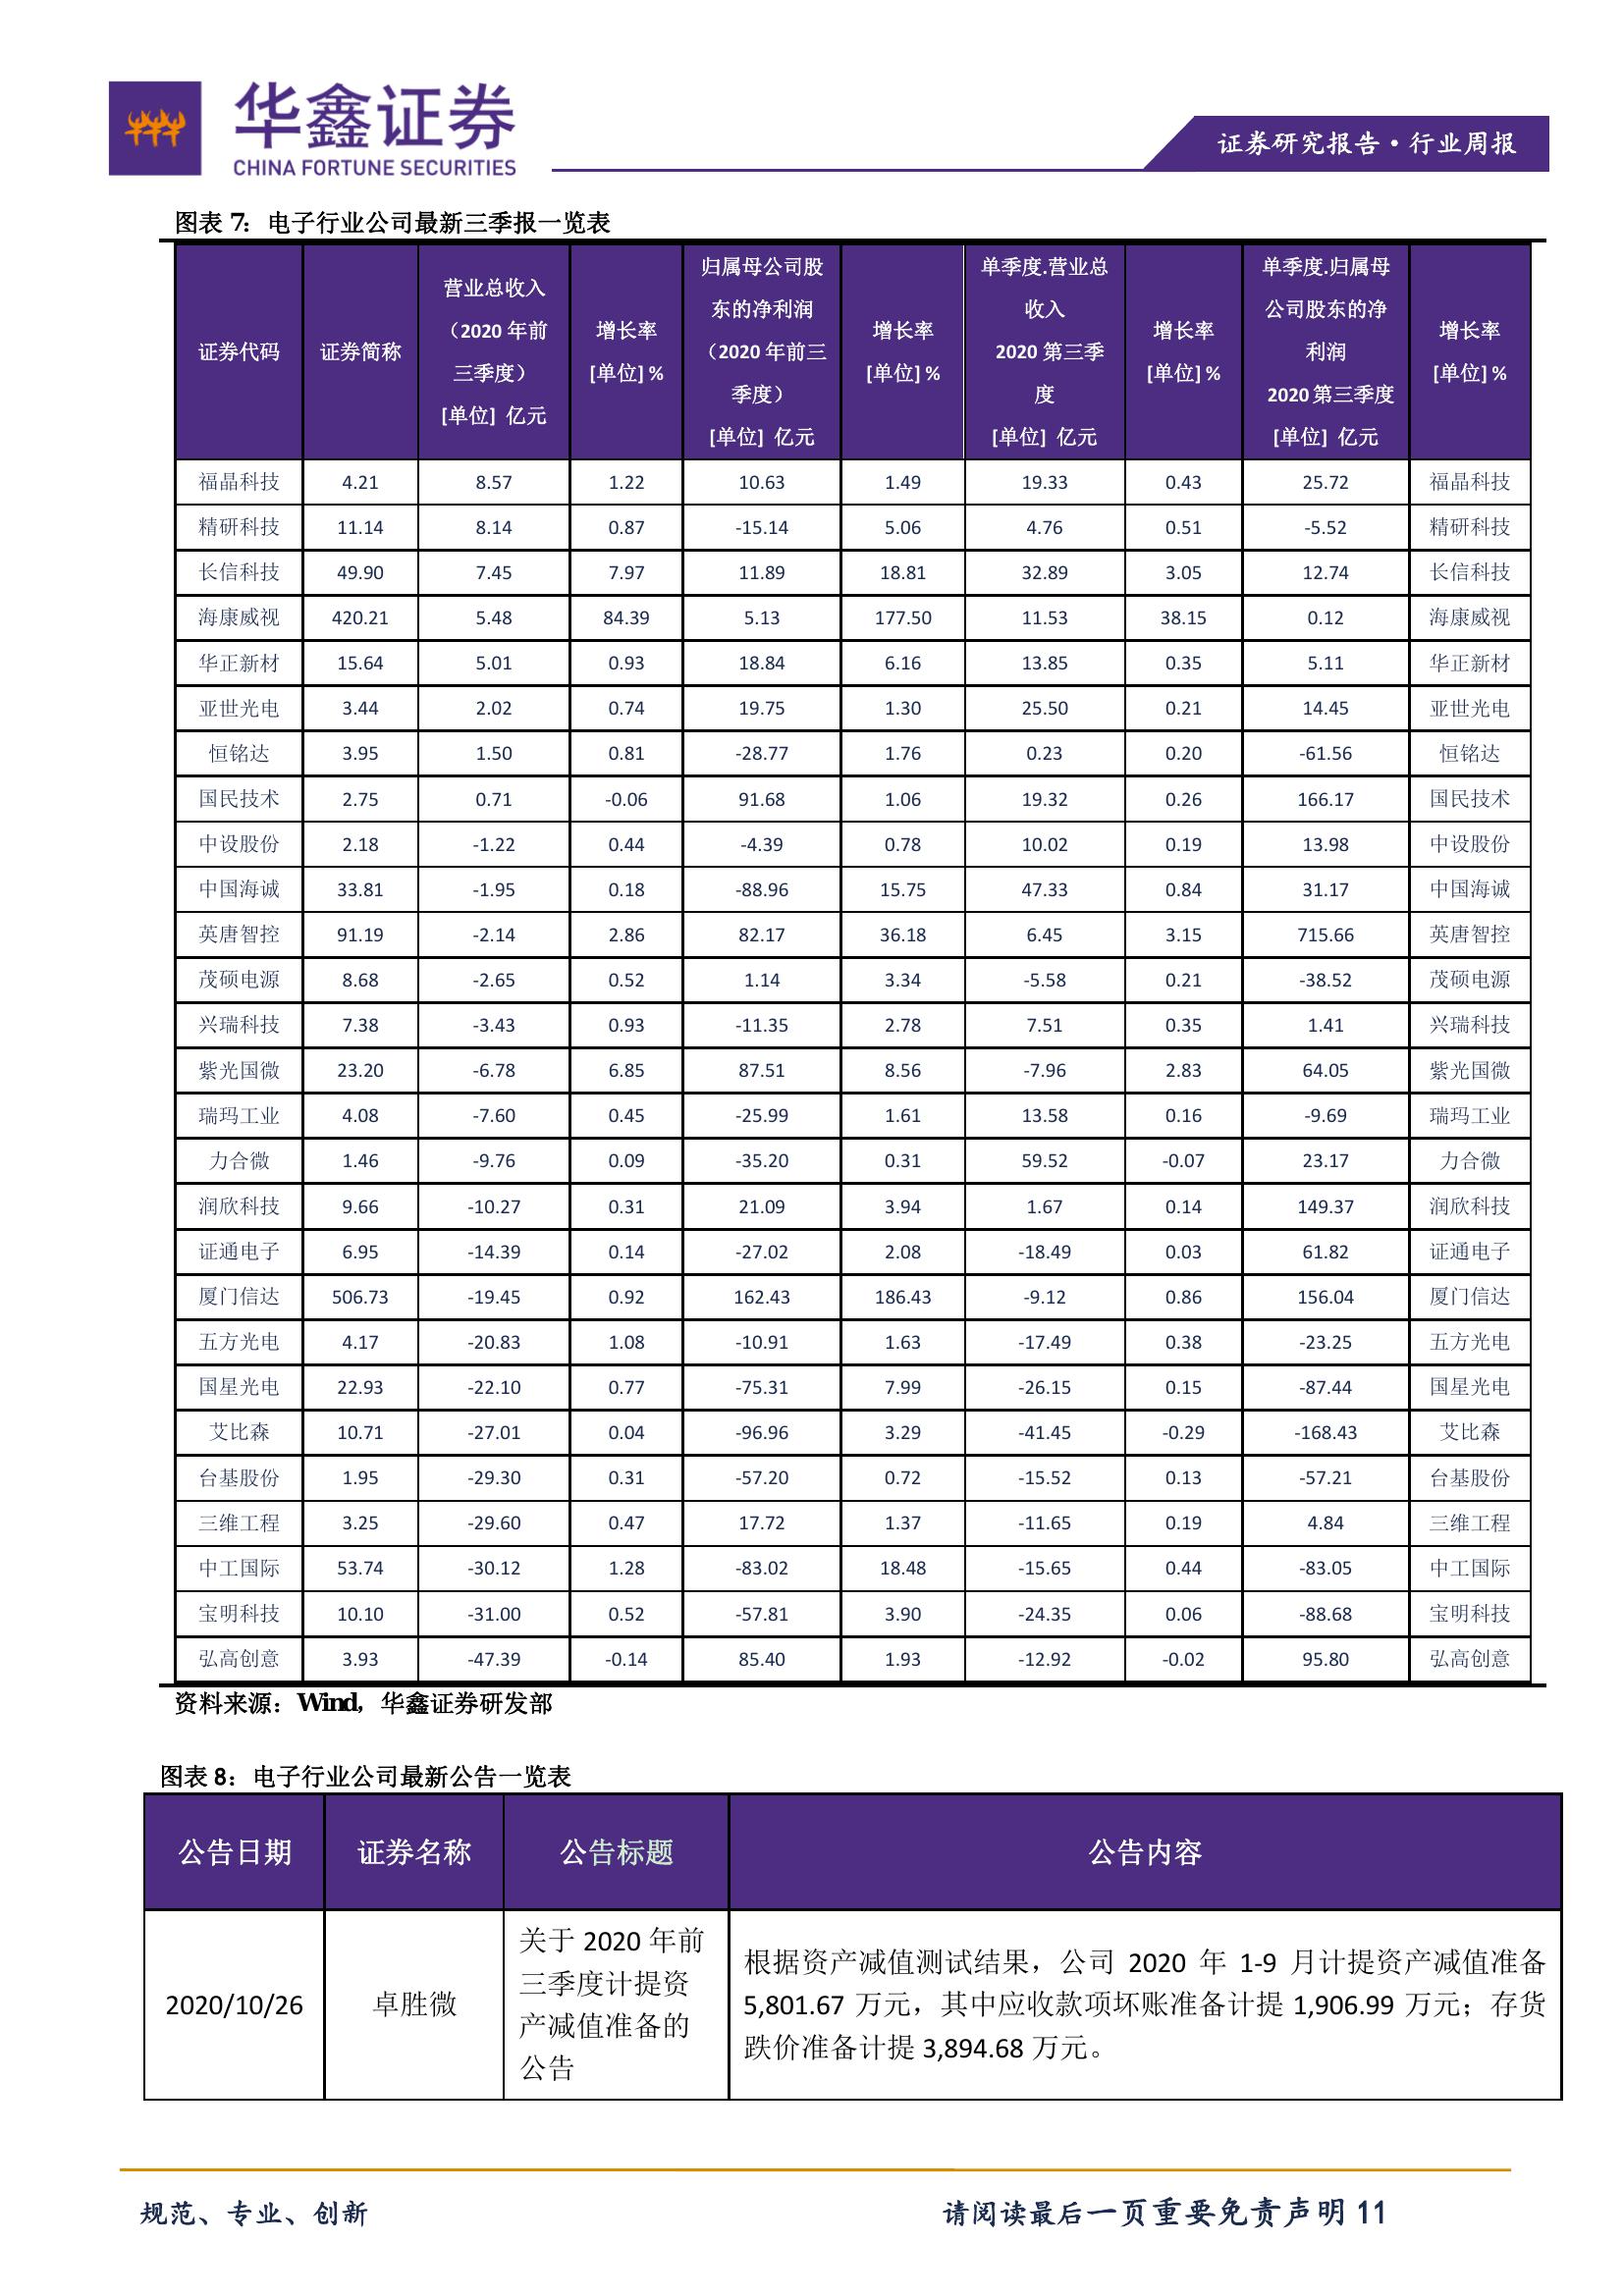 华鑫证券
CHINA FORTUNE SECURITIES
证券研究报告·行业周报
图表 7：电子行业公司最新三季报一览表
证券代码 证券简称 营业总收入（2020 年前三季度）[单位] 亿元 增长率[单位] % 归属母公司股东的净利润（2020 年前三季度）[单位] 亿元 增长率[单位] % 单季度.营业总收入 2020 第三季度[单位] 亿元 增长率[单位] % 单季度.归属母公司股东的净利润 2020 第三季度[单位] 亿元 增长率[单位] %
福晶科技 4.21 8.57 1.22 10.63 1.49 19.33 0.43 25.72 福晶科技
精研科技 11.14 8.14 0.87 -15.14 5.06 4.76 0.51 -5.52 精研科技
长信科技 49.90 7.45 7.97 11.89 18.81 32.89 3.05 12.74 长信科技
海康威视 420.21 5.48 84.39 5.13 177.50 11.53 38.15 0.12 海康威视
华正新材 15.64 5.01 0.93 18.84 6.16 13.85 0.35 5.11 华正新材
亚世光电 3.44 2.02 0.74 19.75 1.30 25.50 0.21 14.45 亚世光电
恒铭达 3.95 1.50 0.81 -28.77 1.76 0.23 0.20 -61.56 恒铭达
国民技术 2.75 0.71 -0.06 91.68 1.06 19.32 0.26 166.17 国民技术
中设股份 2.18 -1.22 0.44 -4.39 0.78 10.02 0.19 13.98 中设股份
中国海诚 33.81 -1.95 0.18 -88.96 15.75 47.33 0.84 31.17 中国海诚
英唐智控 91.19 -2.14 2.86 82.17 36.18 6.45 3.15 715.66 英唐智控
茂硕电源 8.68 -2.65 0.52 1.14 3.34 -5.58 0.21 -38.52 茂硕电源
兴瑞科技 7.38 -3.43 0.93 -11.35 2.78 7.51 0.35 1.41 兴瑞科技
紫光国微 23.20 -6.78 6.85 87.51 8.56 -7.96 2.83 64.05 紫光国微
瑞玛工业 4.08 -7.60 0.45 -25.99 1.61 13.58 0.16 -9.69 瑞玛工业
力合微 1.46 -9.76 0.09 -35.20 0.31 59.52 -0.07 23.17 力合微
润欣科技 9.66 -10.27 0.31 21.09 3.94 1.67 0.14 149.37 润欣科技
证通电子 6.95 -14.39 0.14 -27.02 2.08 -18.49 0.03 61.82 证通电子
厦门信达 506.73 -19.45 0.92 162.43 186.43 -9.12 0.86 156.04 厦门信达
五方光电 4.17 -20.83 1.08 -10.91 1.63 -17.49 0.38 -23.25 五方光电
国星光电 22.93 -22.10 0.77 -75.31 7.99 -26.15 0.15 -87.44 国星光电
艾比森 10.71 -27.01 0.04 -96.96 3.29 -41.45 -0.29 -168.43 艾比森
台基股份 1.95 -29.30 0.31 -57.20 0.72 -15.52 0.13 -57.21 台基股份
三维工程 3.25 -29.60 0.47 17.72 1.37 -11.65 0.19 4.84 三维工程
中工国际 53.74 -30.12 1.28 -83.02 18.48 -15.65 0.44 -83.05 中工国际
宝明科技 10.10 -31.00 0.52 -57.81 3.90 -24.35 0.06 -88.68 宝明科技
弘高创意 3.93 -47.39 -0.14 85.40 1.93 -12.92 -0.02 95.80 弘高创意
资料来源：Wind，华鑫证券研发部
图表 8：电子行业公司最新公告一览表
公告日期 证券名称 公告标题 公告内容
2020/10/26
卓胜微
关于 2020 年前
三季度计提资
产减值准备的
公告
根据资产减值测试结果，公司 2020 年 1-9 月计提资产减值准备
5,801.67 万元，其中应收款项坏账准备计提 1,906.99 万元；存货
跌价准备计提 3,894.68 万元。
规范、专业、创新
请阅读最后一页重要免责声明 11